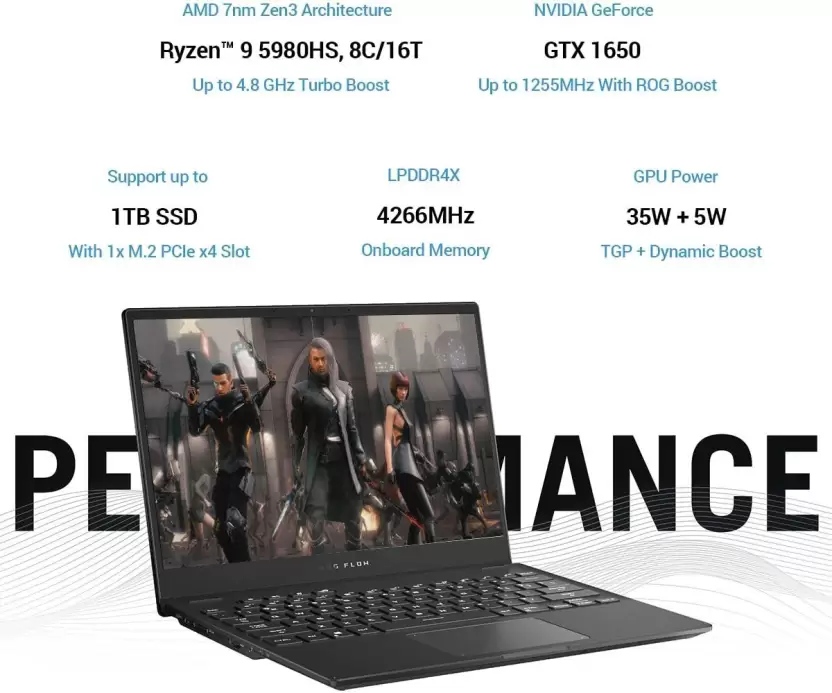 AMD 7nm Zen3 Architecture
Ryzen™ 9 5980HS, 8C/16T
Up to 4.8 GHz Turbo Boost
NVIDIA GeForce
GTX 1650
Up to 1255MHz With ROG Boost
Support up to
1TB SSD
With 1x M.2 PCIe x4 Slot
LPDDR4X
4266MHz
Onboard Memory
GPU Power
35W + 5W
TGP + Dynamic Boost
PE MANCE
FLOW